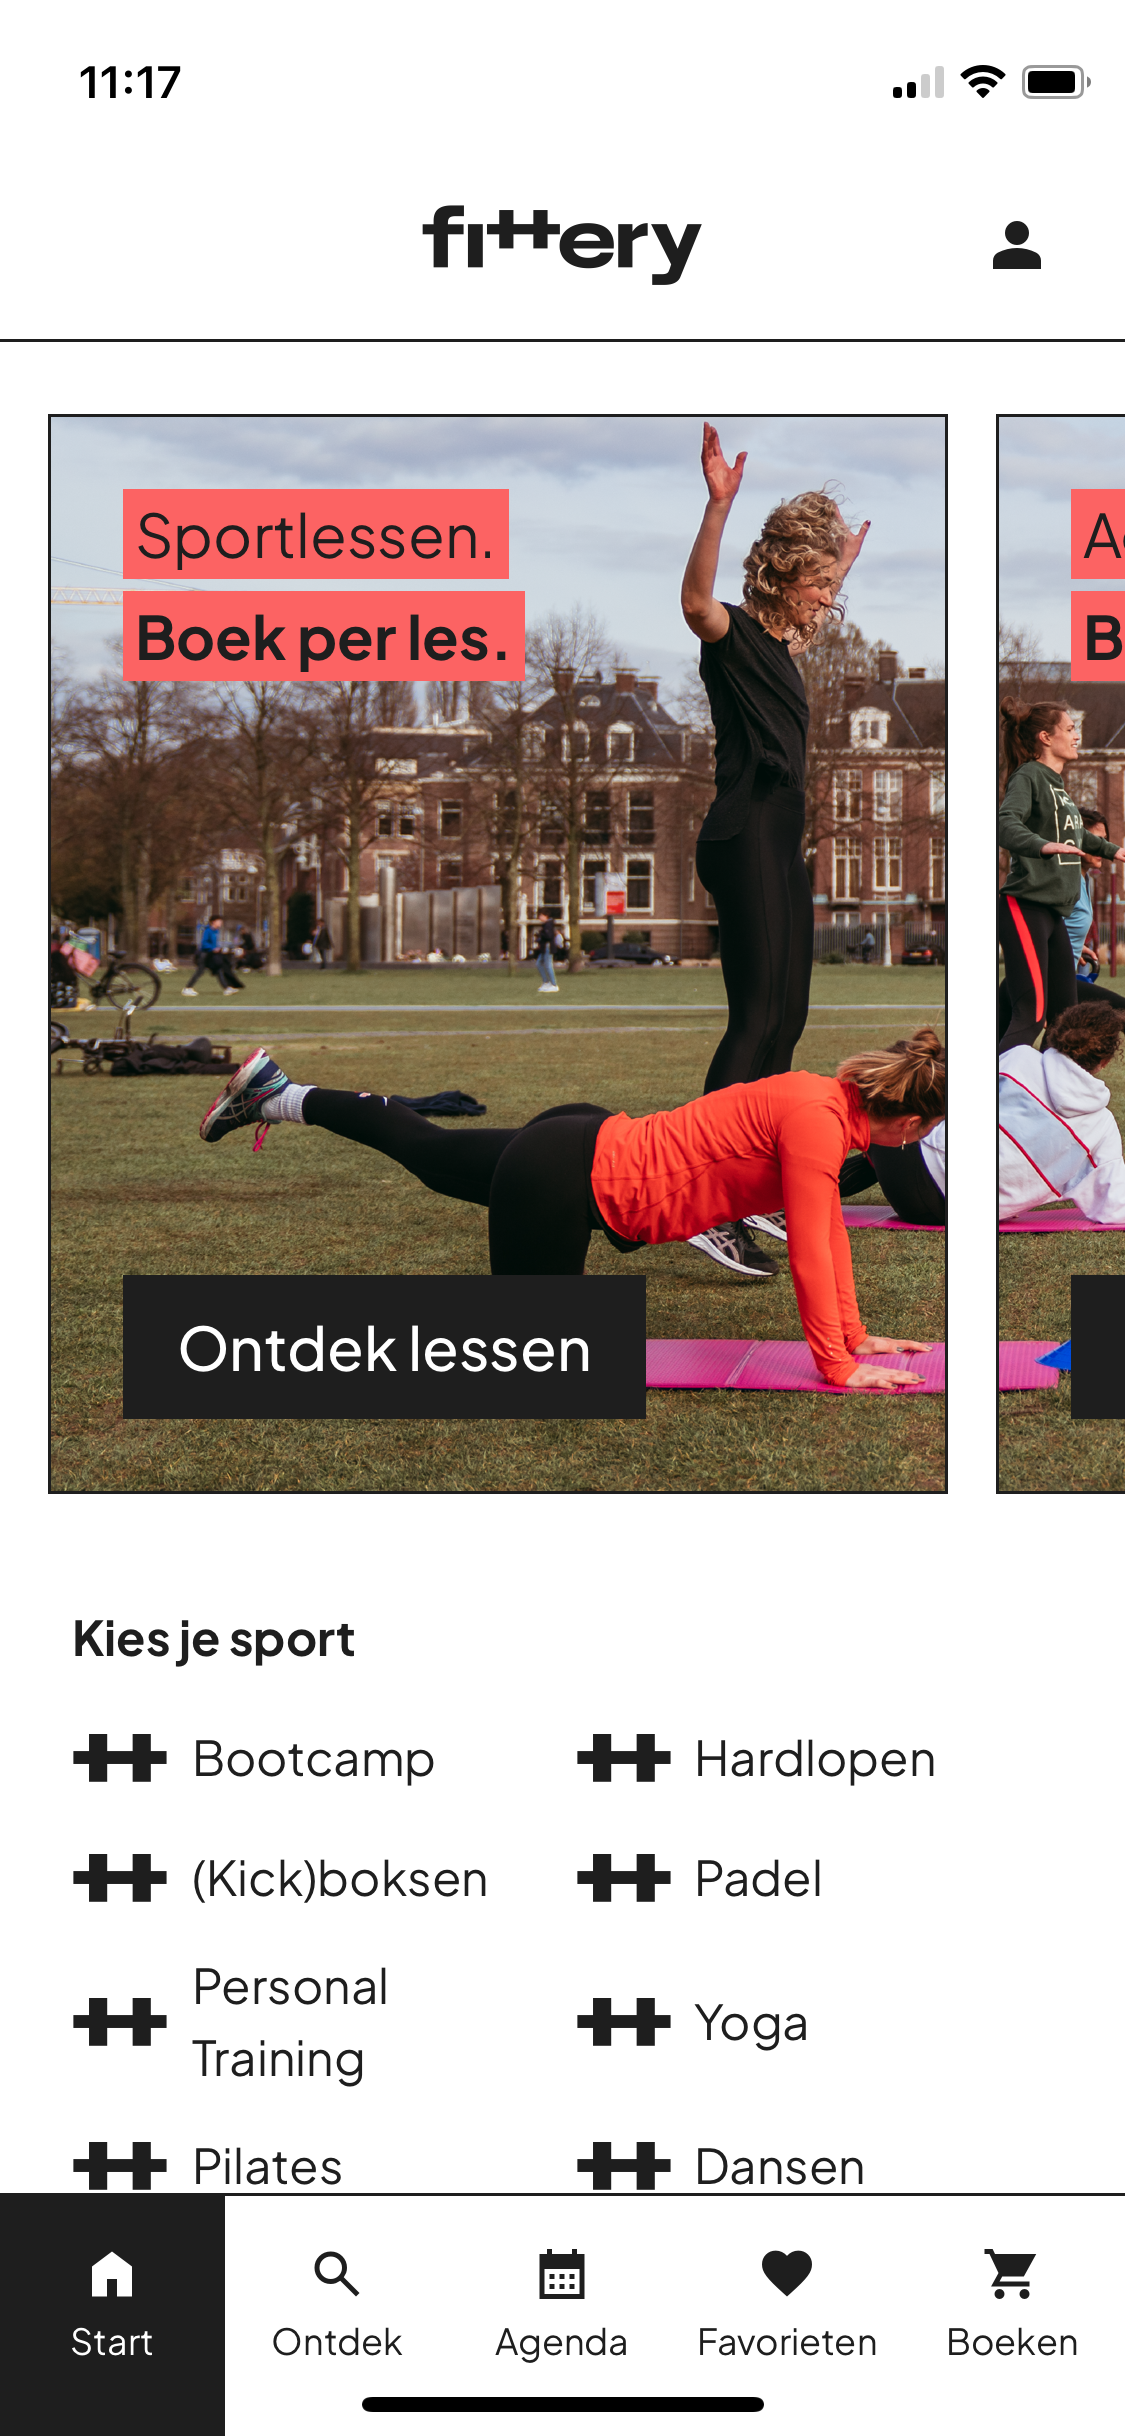 11:17
fittery
Sportlessen.
Boek per les.
B
Ontdek lessen
Kies je sport
Bootcamp
Hardlopen
(Kick)boksen
Padel
Personal
Training
Yoga
Pilates
Dansen
Start
Ontdek
Agenda
Favorieten
Boeken